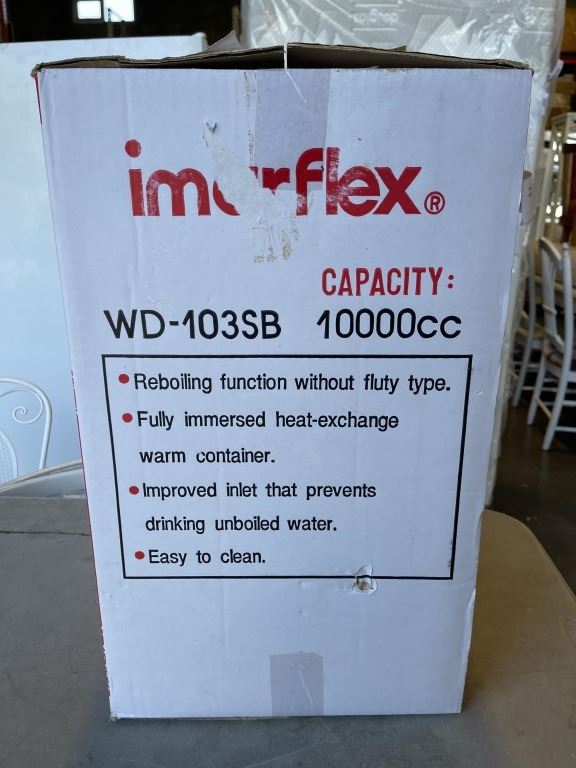 imarflex®
CAPACITY:
WD-103SB 10000cc
• Reboiling function without fluty type.
• Fully immersed heat-exchange
warm container.
• Improved inlet that prevents
drinking unboiled water.
• Easy to clean.